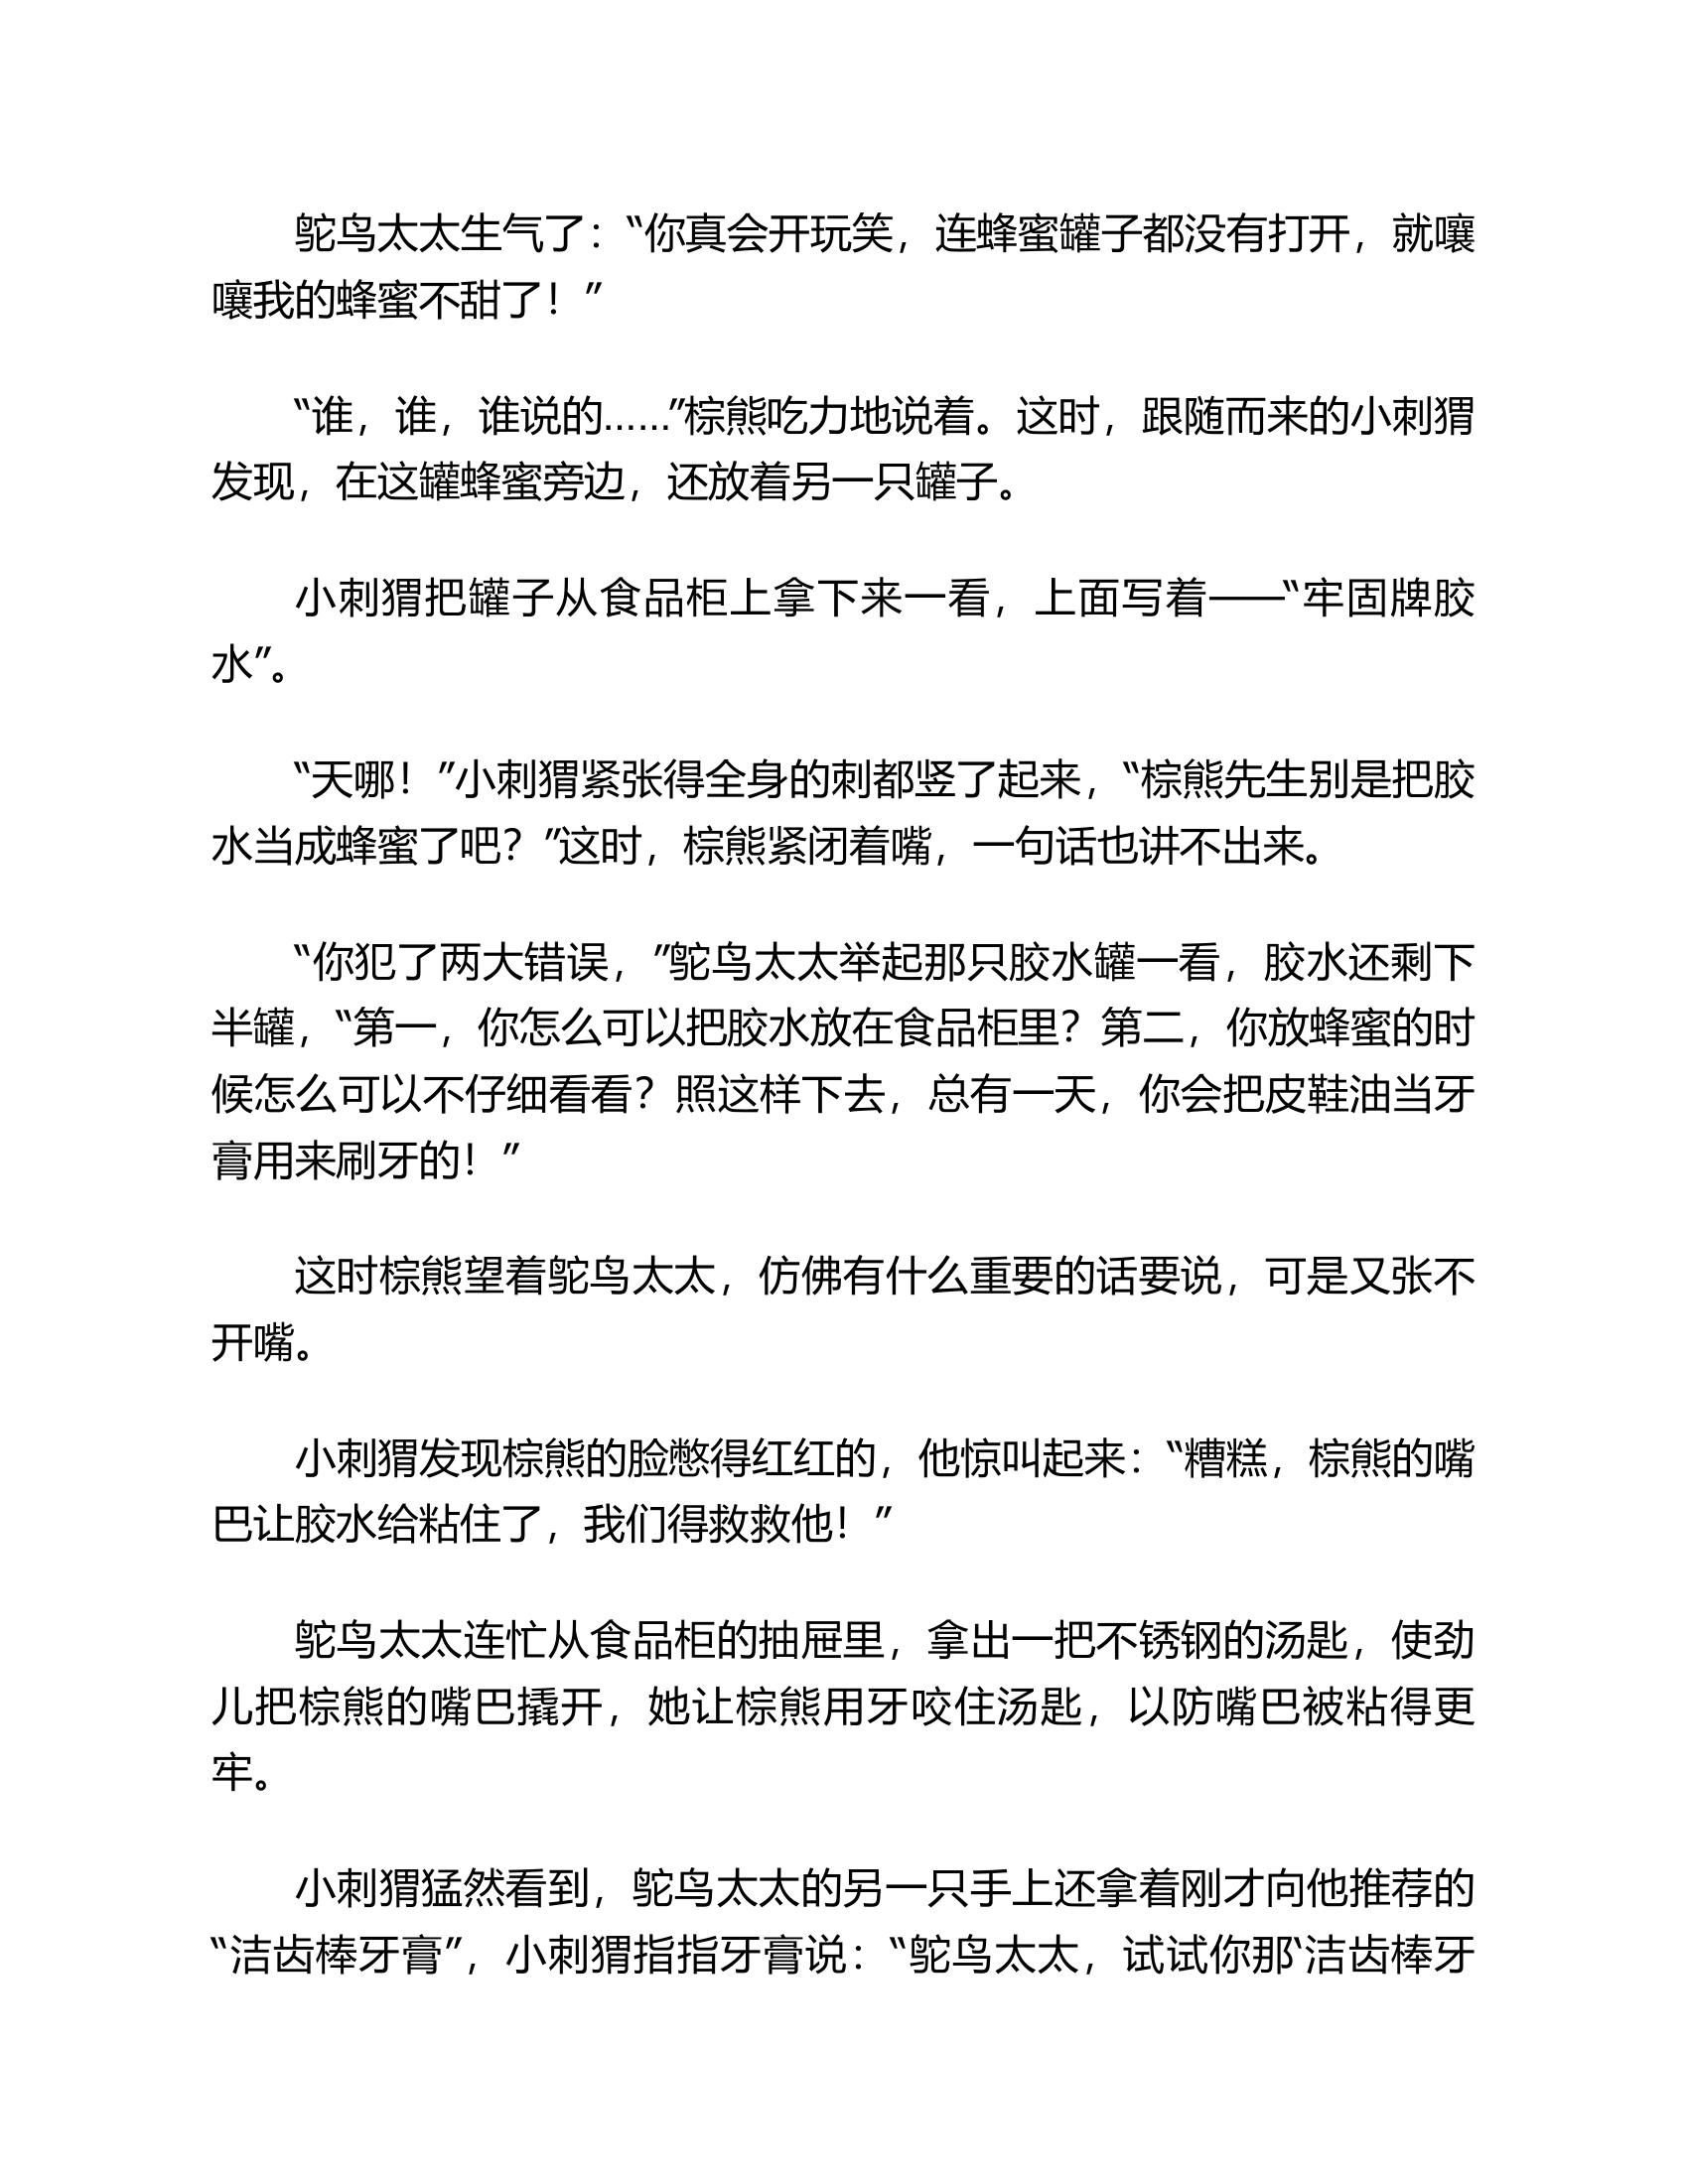 鸵鸟太太生气了：“你真会开玩笑，连蜂蜜罐子都没有打开，就嚷
嚷我的蜂蜜不甜了！”
“谁，谁，谁说的……”棕熊吃力地说着。这时，跟随而来的小刺猬
发现，在这罐蜂蜜旁边，还放着另一只罐子。
小刺猬把罐子从食品柜上拿下来一看，上面写着——“牢固牌胶
水”。
“天哪！”小刺猬紧张得全身的刺都竖了起来，“棕熊先生别是把胶
水当成蜂蜜了吧？”这时，棕熊紧闭着嘴，一句话也讲不出来。
“你犯了两大错误，”鸵鸟太太举起那只胶水罐一看，胶水还剩下
半罐，“第一，你怎么可以把胶水放在食品柜里？第二，你放蜂蜜的时
候怎么可以不仔细看看？照这样下去，总有一天，你会把皮鞋油当牙
膏用来刷牙的！”
这时棕熊望着鸵鸟太太，仿佛有什么重要的话要说，可是又张不
开嘴。
小刺猬发现棕熊的脸憋得红红的，他惊叫起来：“糟糕，棕熊的嘴
巴让胶水给粘住了，我们得救救他！”
鸵鸟太太连忙从食品柜的抽屉里，拿出一把不锈钢的汤匙，使劲
儿把棕熊的嘴巴撬开，她让棕熊用牙咬住汤匙，以防嘴巴被粘得更
牢。
小刺猬猛然看到，鸵鸟太太的另一只手上还拿着刚才向他推荐的
“洁齿棒牙膏”，小刺猬指指牙膏说：“鸵鸟太太，试试你那‘洁齿棒牙